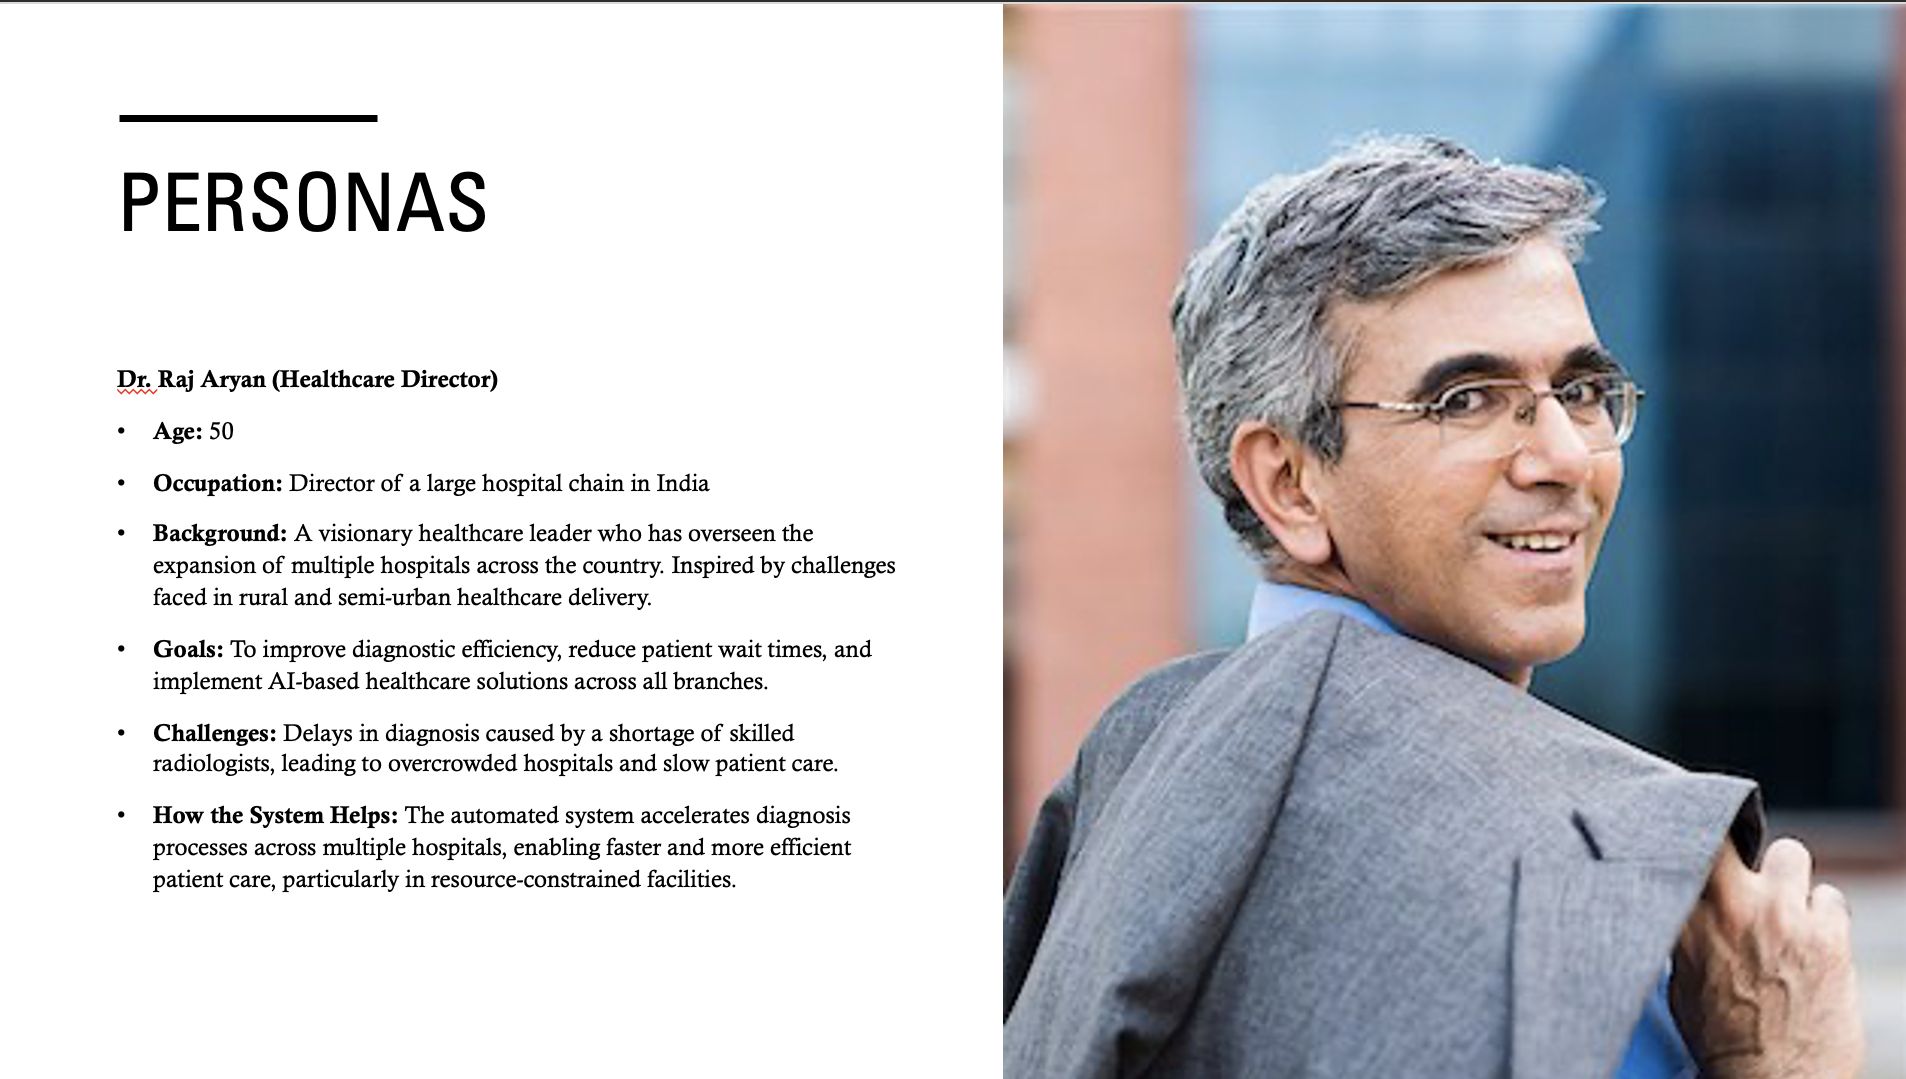 PERSONAS
Dr. Raj Aryan (Healthcare Director)
• Age: 50
• Occupation: Director of a large hospital chain in India
• Background: A visionary healthcare leader who has overseen the
expansion of multiple hospitals across the country. Inspired by challenges
faced in rural and semi-urban healthcare delivery.
• Goals: To improve diagnostic efficiency, reduce patient wait times, and
implement AI-based healthcare solutions across all branches.
• Challenges: Delays in diagnosis caused by a shortage of skilled
radiologists, leading to overcrowded hospitals and slow patient care.
• How the System Helps: The automated system accelerates diagnosis
processes across multiple hospitals, enabling faster and more efficient
patient care, particularly in resource-constrained facilities.